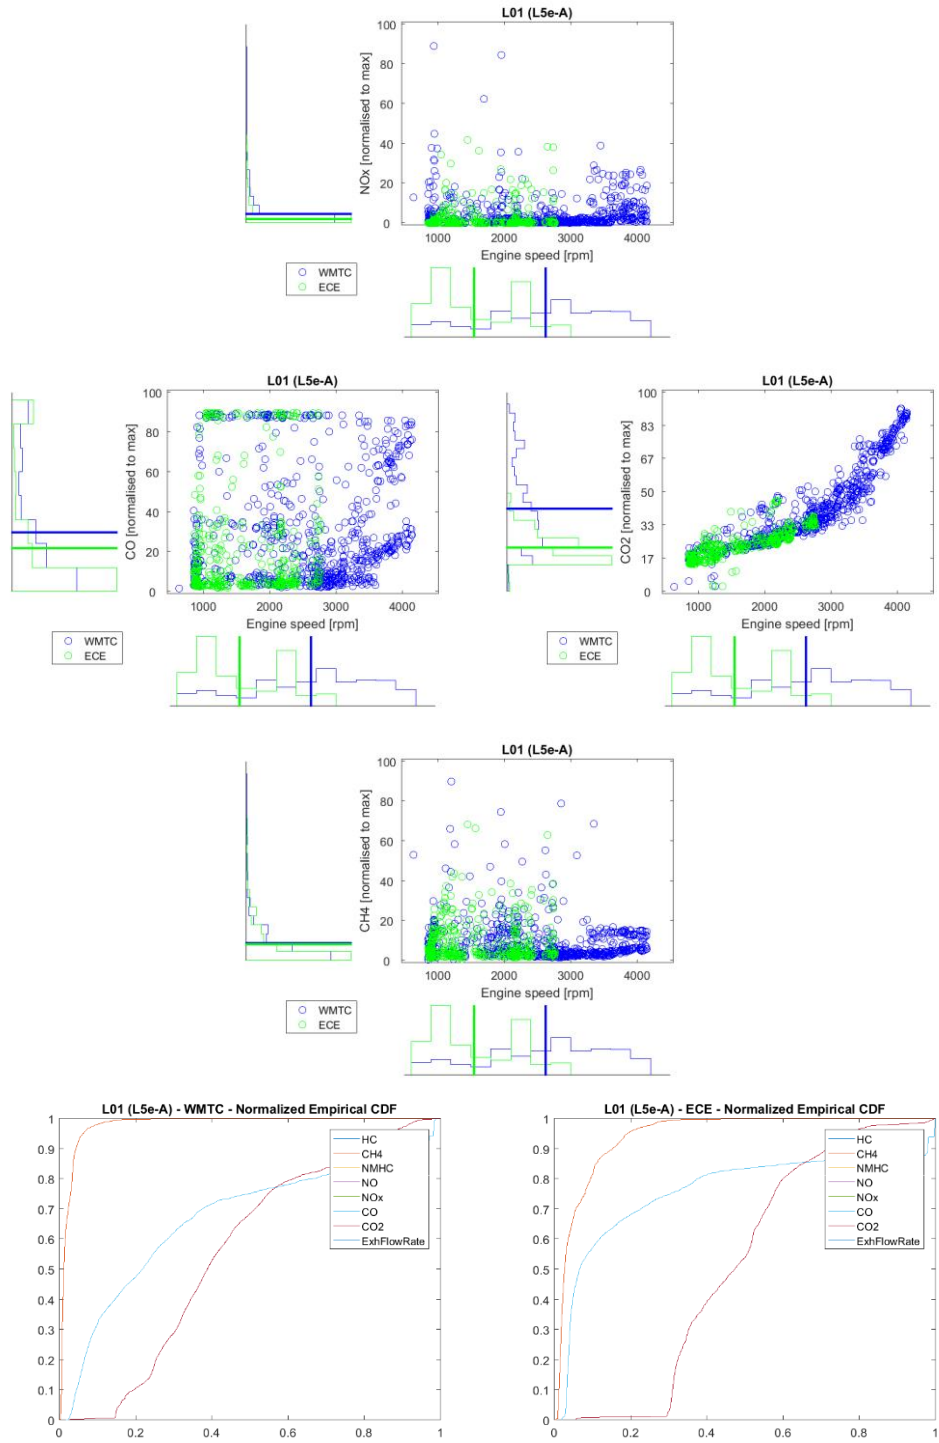 L01 (L5e-A)
100
80
60
40
20
0
NOx [normalised to max]
1000 2000 3000 4000
Engine speed [rpm]
WMTC
ECE
L01 (L5e-A)
100
80
60
40
20
0
CO [normalised to max]
1000 2000 3000 4000
Engine speed [rpm]
WMTC
ECE
L01 (L5e-A)
100
83
67
50
33
17
0
CO2 [normalised to max]
1000 2000 3000 4000
Engine speed [rpm]
WMTC
ECE
L01 (L5e-A)
100
80
60
40
20
0
CH4 [normalised to max]
1000 2000 3000 4000
Engine speed [rpm]
WMTC
ECE
L01 (L5e-A) - WMTC - Normalized Empirical CDF
1
0.9
0.8
0.7
0.6
0.5
0.4
0.3
0.2
0.1
0
0 0.2 0.4 0.6 0.8 1
HC
CH4
NMHC
NO
NOx
CO
CO2
ExhFlowRate
L01 (L5e-A) - ECE - Normalized Empirical CDF
1
0.9
0.8
0.7
0.6
0.5
0.4
0.3
0.2
0.1
0
0 0.2 0.4 0.6 0.8 1
HC
CH4
NMHC
NO
NOx
CO
CO2
ExhFlowRate